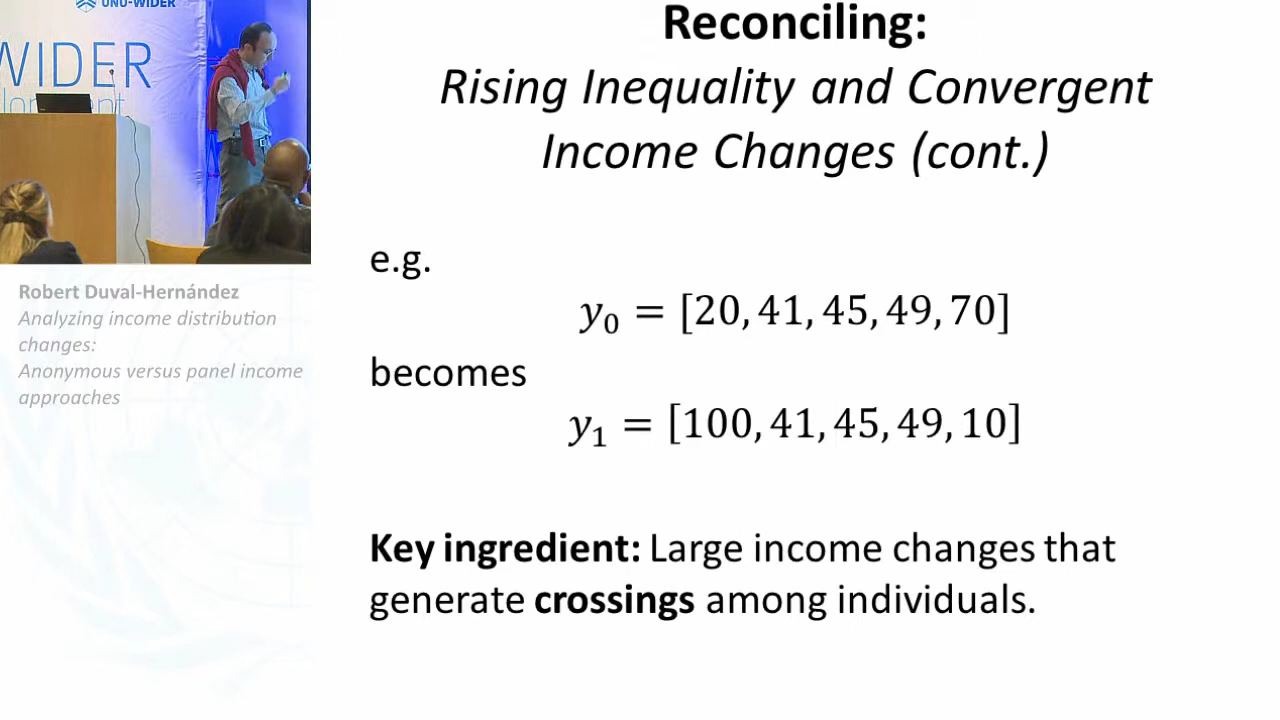 UNU-WIDER
WIDER
Reconciling:
Rising Inequality and Convergent
Income Changes (cont.)
e.g.
y₀ = [20, 41, 45, 49, 70]
becomes
y₁ = [100, 41, 45, 49, 10]
Key ingredient: Large income changes that
generate crossings among individuals.
Robert Duval-Hernández
Analyzing income distribution
changes:
Anonymous versus panel income
approaches